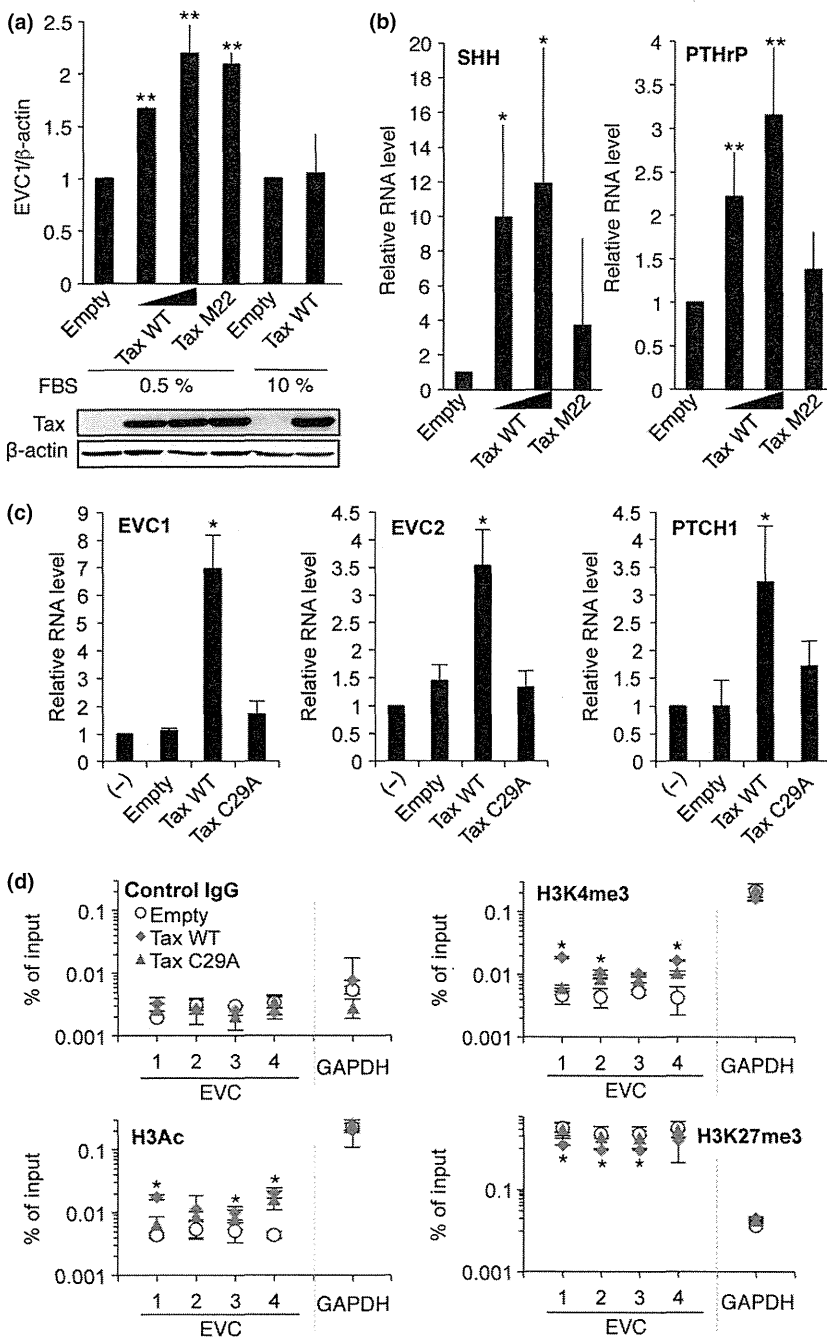 (a)
EVC1/β-actin
2.5
2
1.5
1
0.5
0
** ** **
Empty
Tax WT
Tax M22
Empty
Tax WT
FBS 0.5 % 10 %
Tax
β-actin
(b)
SHH
Relative RNA level
20
18
16
14
12
10
8
6
4
2
0
* *
Empty
Tax WT
Tax M22
PTHrP
Relative RNA level
4
3.5
3
2.5
2
1.5
1
0.5
0
** **
Empty
Tax WT
Tax M22
(c)
EVC1
Relative RNA level
9
8
7
6
5
4
3
2
1
0
*
(−)
Empty
Tax WT
Tax C29A
EVC2
Relative RNA level
4.5
4
3.5
3
2.5
2
1.5
1
0.5
0
*
(−)
Empty
Tax WT
Tax C29A
PTCH1
Relative RNA level
4.5
4
3.5
3
2.5
2
1.5
1
0.5
0
*
(−)
Empty
Tax WT
Tax C29A
(d)
Control IgG
Empty
Tax WT
Tax C29A
% of input
0.1
0.01
0.001
1 2 3 4 GAPDH
EVC
H3K4me3
% of input
0.1
0.01
0.001
* * *
1 2 3 4 GAPDH
EVC
H3Ac
% of input
0.1
0.01
0.001
* * *
1 2 3 4 GAPDH
EVC
H3K27me3
% of input
0.1
0.001
* * *
1 2 3 4 GAPDH
EVC